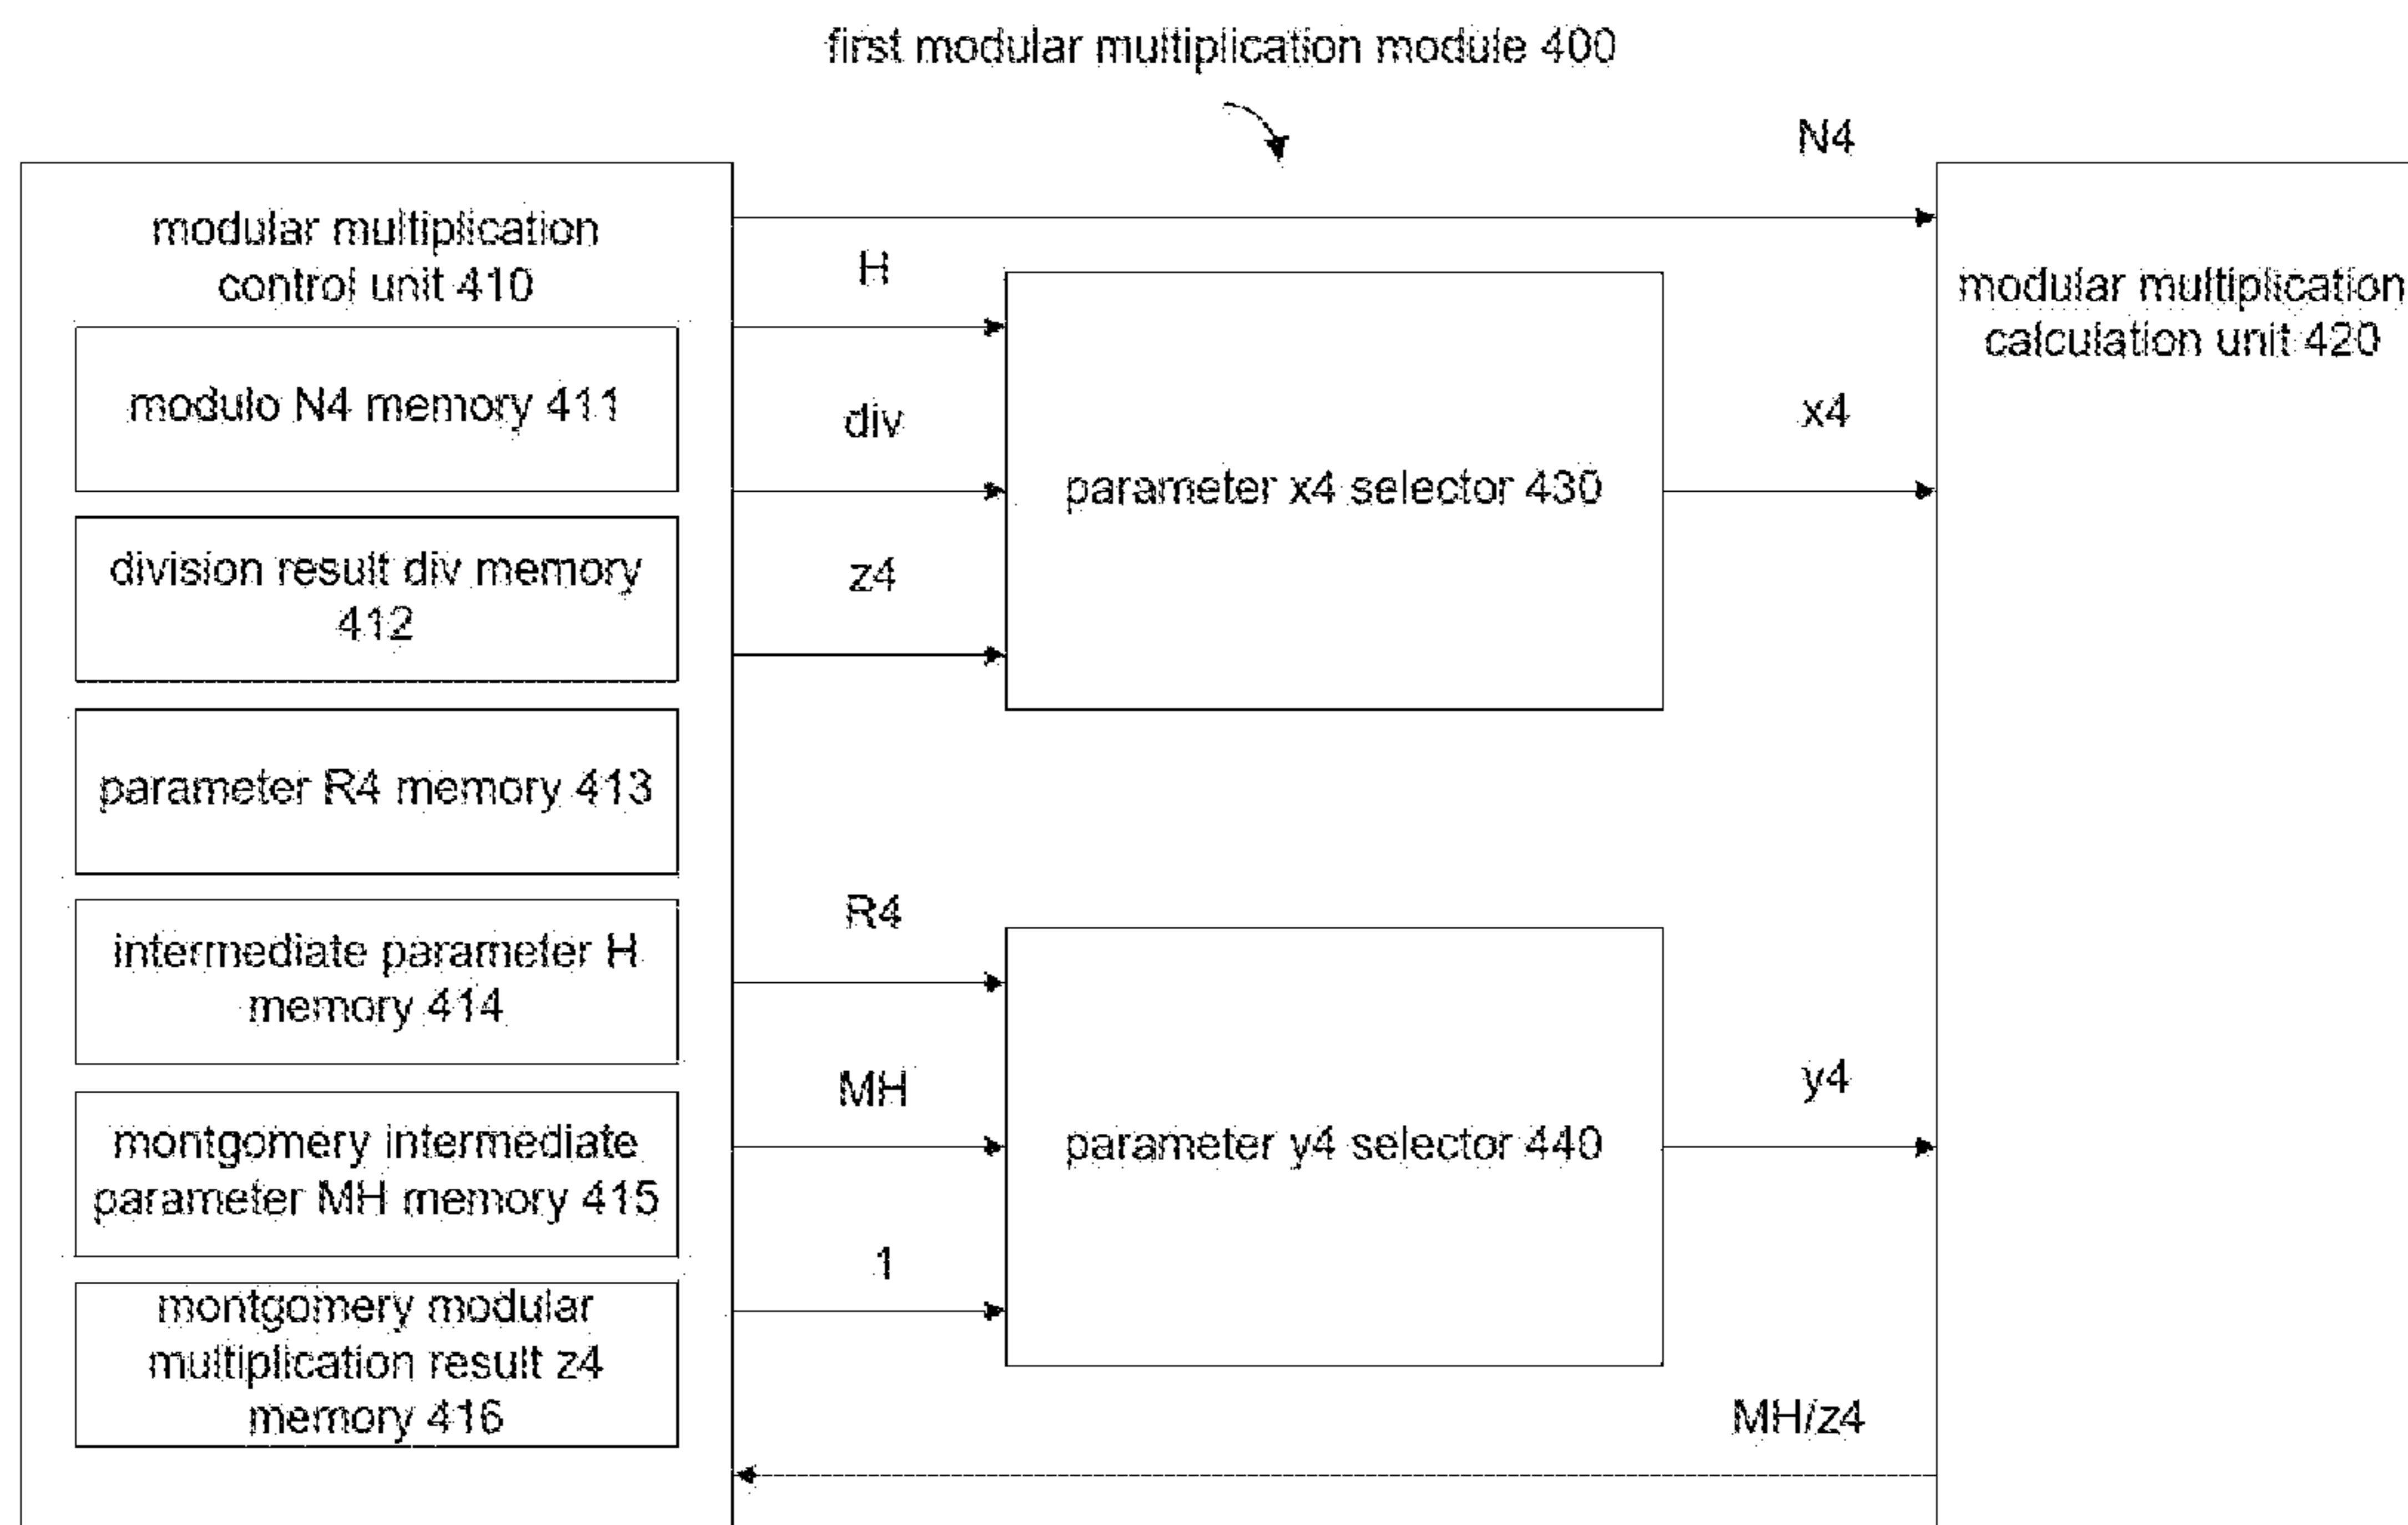 first modular multiplication module 400
N4
modular multiplication
control unit 410
H
modular multiplication
calculation unit 420
modulo N4 memory 411
div
x4
parameter x4 selector 430
division result div memory
412
z4
parameter R4 memory 413
R4
intermediate parameter H
memory 414
MH
y4
montgomery intermediate
parameter MH memory 415
parameter y4 selector 440
1
montgomery modular
multiplication result z4
memory 416
MH/z4